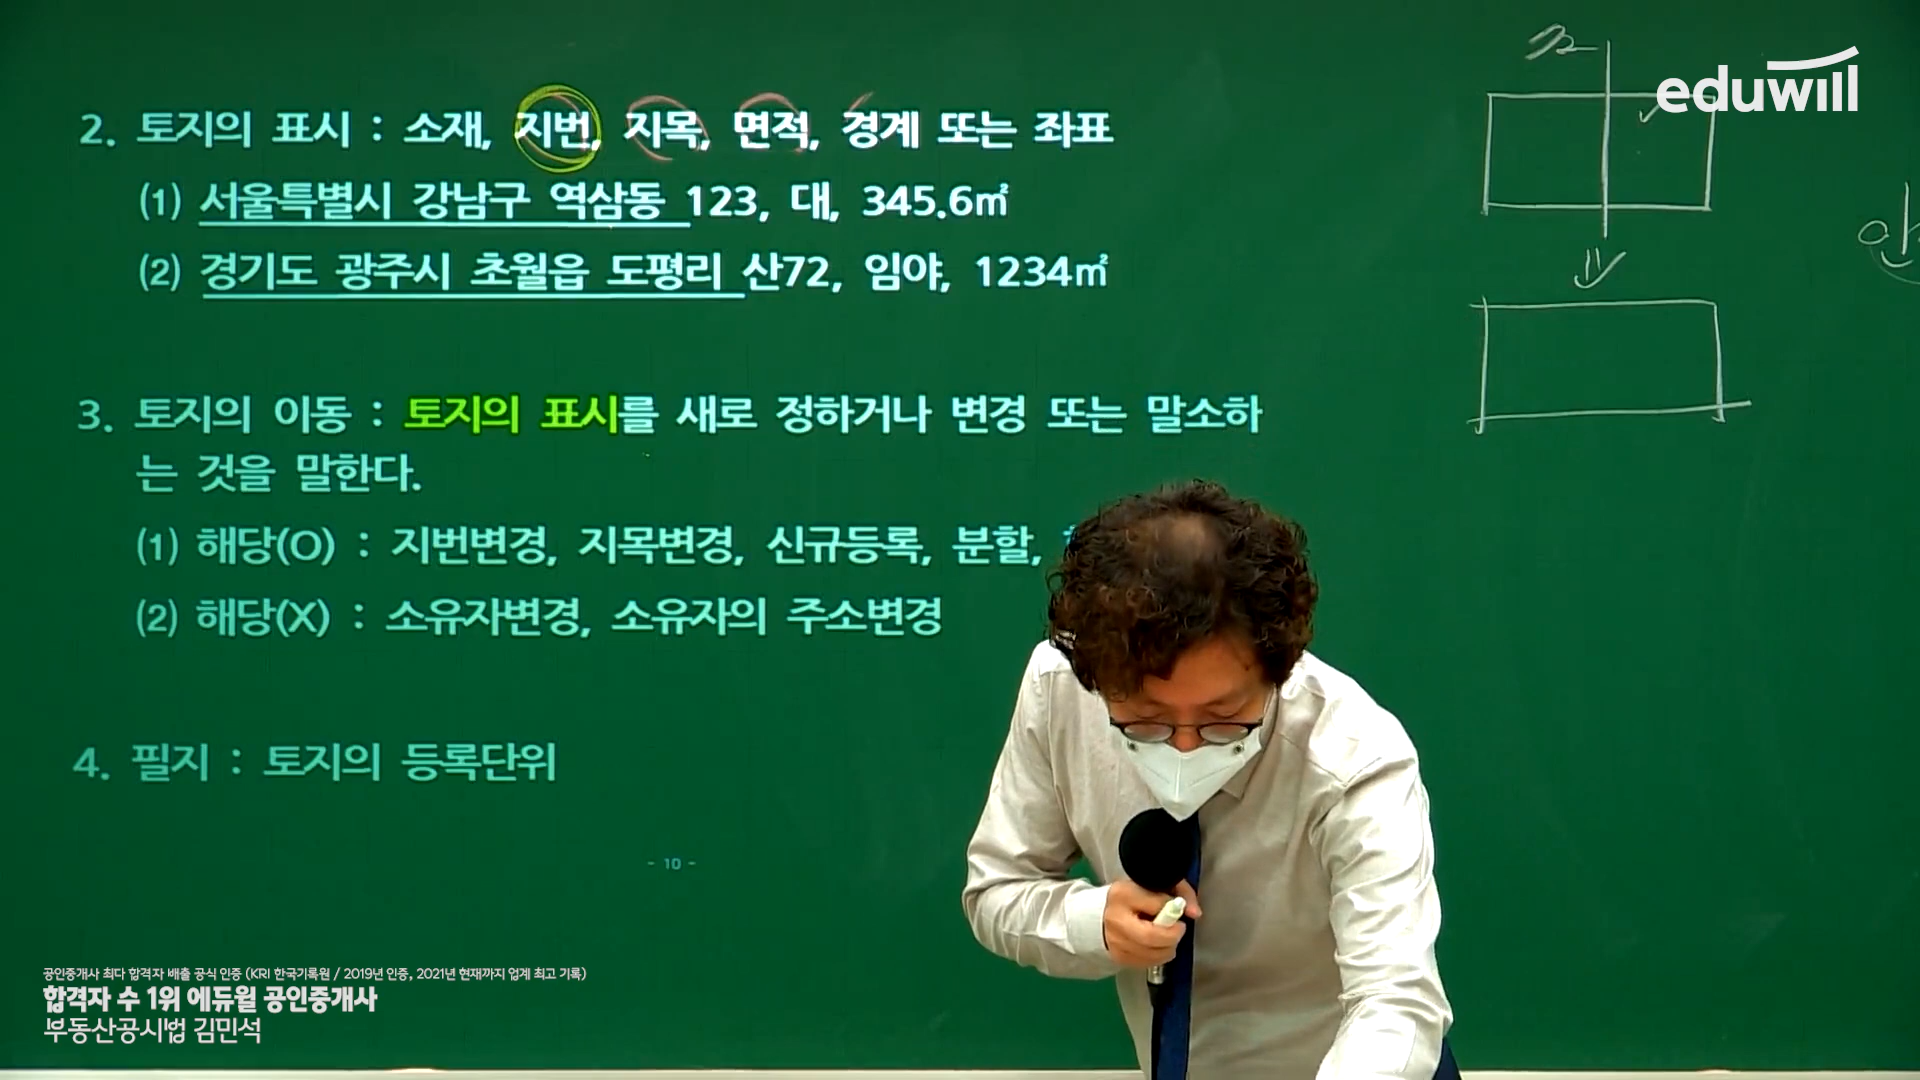 eduwill
2. 토지의 표시 : 소재, 지번, 지목, 면적, 경계 또는 좌표
(1) 서울특별시 강남구 역삼동 123, 대, 345.6㎡
(2) 경기도 광주시 초월읍 도평리 산72, 임야, 1234㎡
3. 토지의 이동 : 토지의 표시를 새로 정하거나 변경 또는 말소하
는 것을 말한다.
(1) 해당(O) : 지번변경, 지목변경, 신규등록, 분할,
(2) 해당(X) : 소유자변경, 소유자의 주소변경
4. 필지 : 토지의 등록단위
- 10 -
공인중개사 최다 합격자 배출 공식 인증 (KRI 한국기록원 / 2019년 인증, 2021년 현재까지 업계 최고 기록)
합격자 수 1위 에듀윌 공인중개사
부동산공시법 김민석